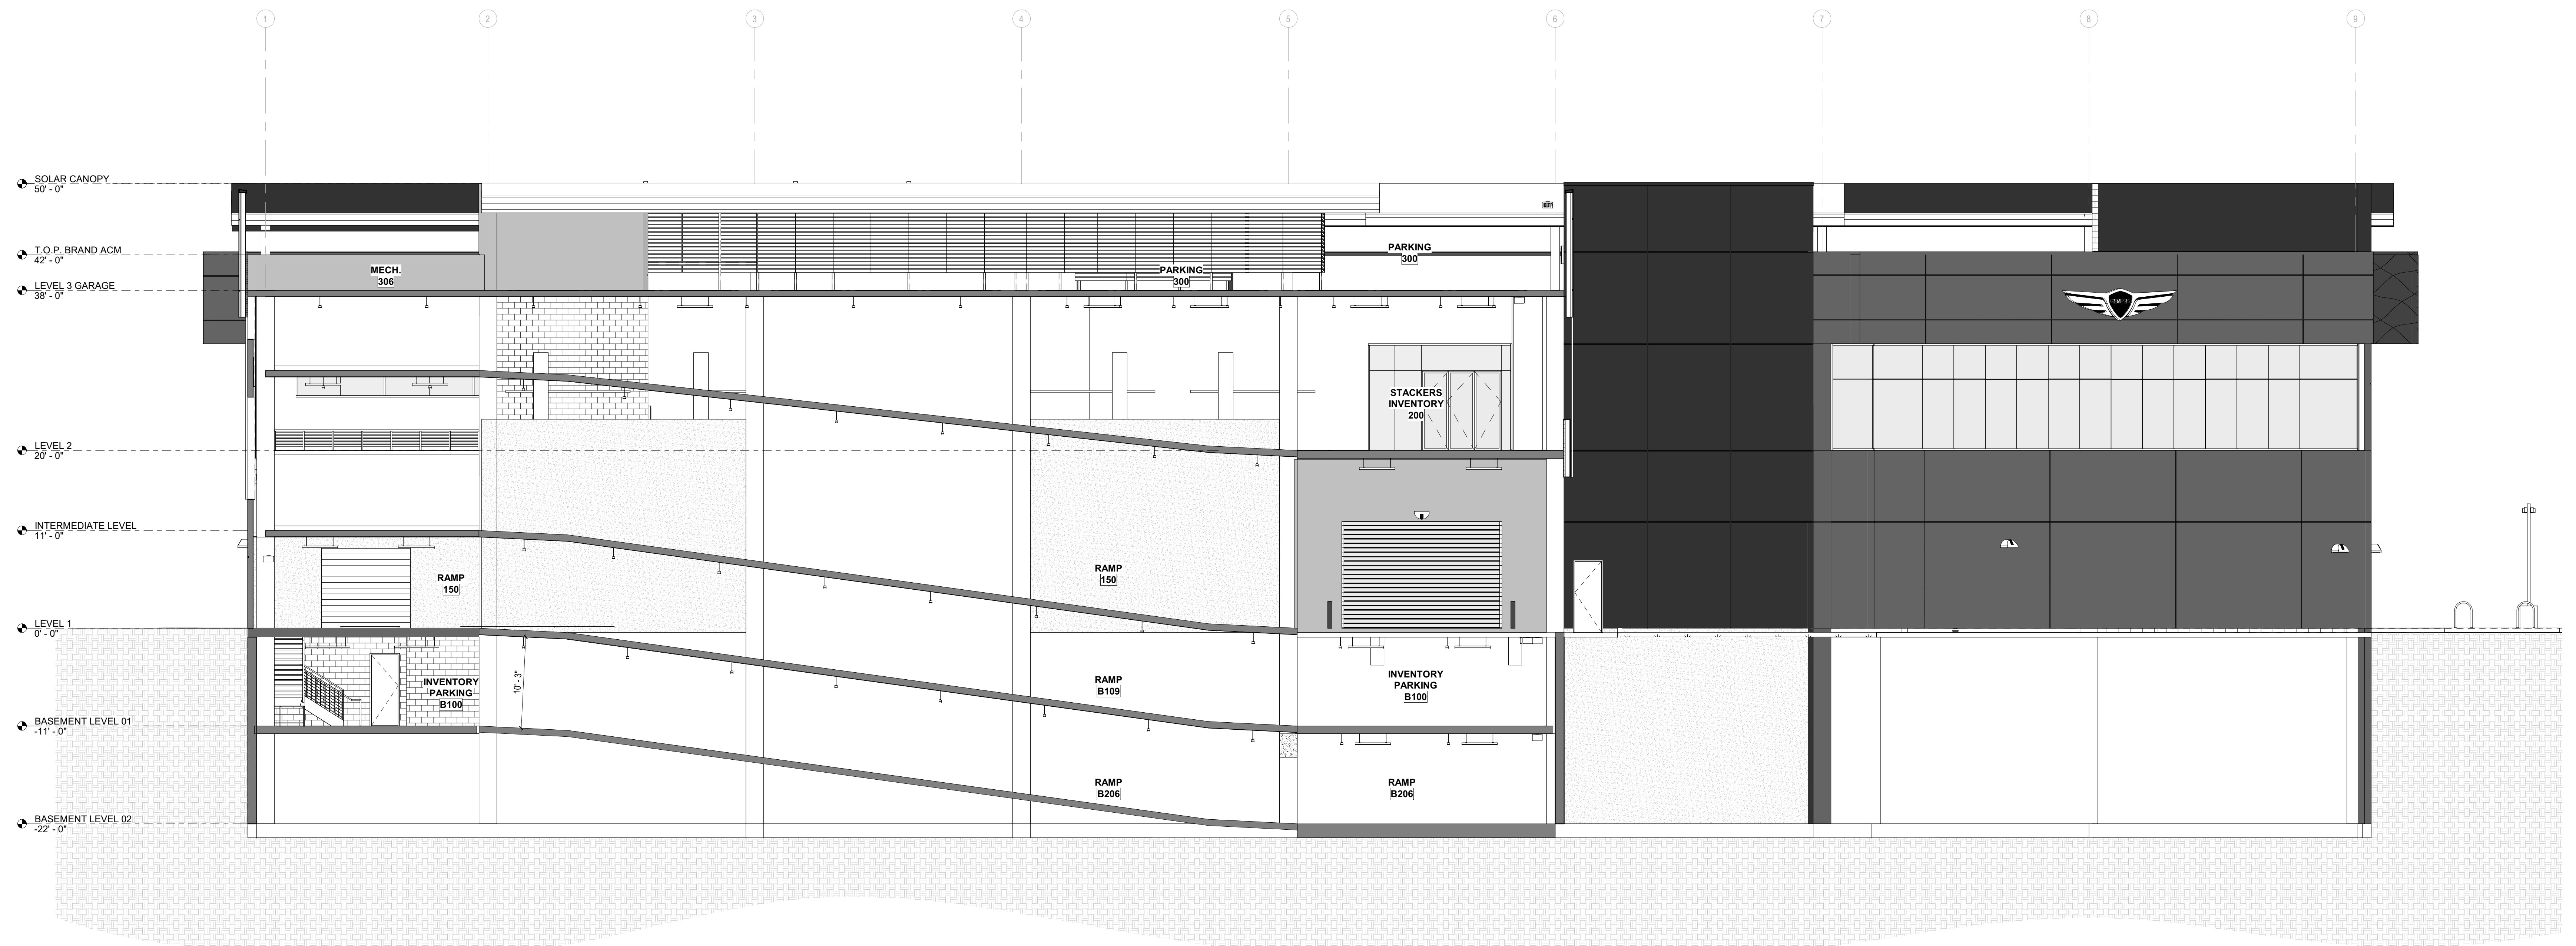 1 2 3 4 5 6 7 8 9
SOLAR CANOPY
50' - 0"
T.O.P. BRAND ACM
42' - 0"
LEVEL 3 GARAGE
38' - 0"
LEVEL 2
20' - 0"
INTERMEDIATE LEVEL
11' - 0"
LEVEL 1
0' - 0"
BASEMENT LEVEL 01
-11' - 0"
BASEMENT LEVEL 02
-22' - 0"
MECH.
306
PARKING
300
PARKING
300
STACKERS
INVENTORY
200
RAMP
150
RAMP
150
INVENTORY
PARKING
B100
10' - 3"
RAMP
B109
INVENTORY
PARKING
B100
RAMP
B206
RAMP
B206